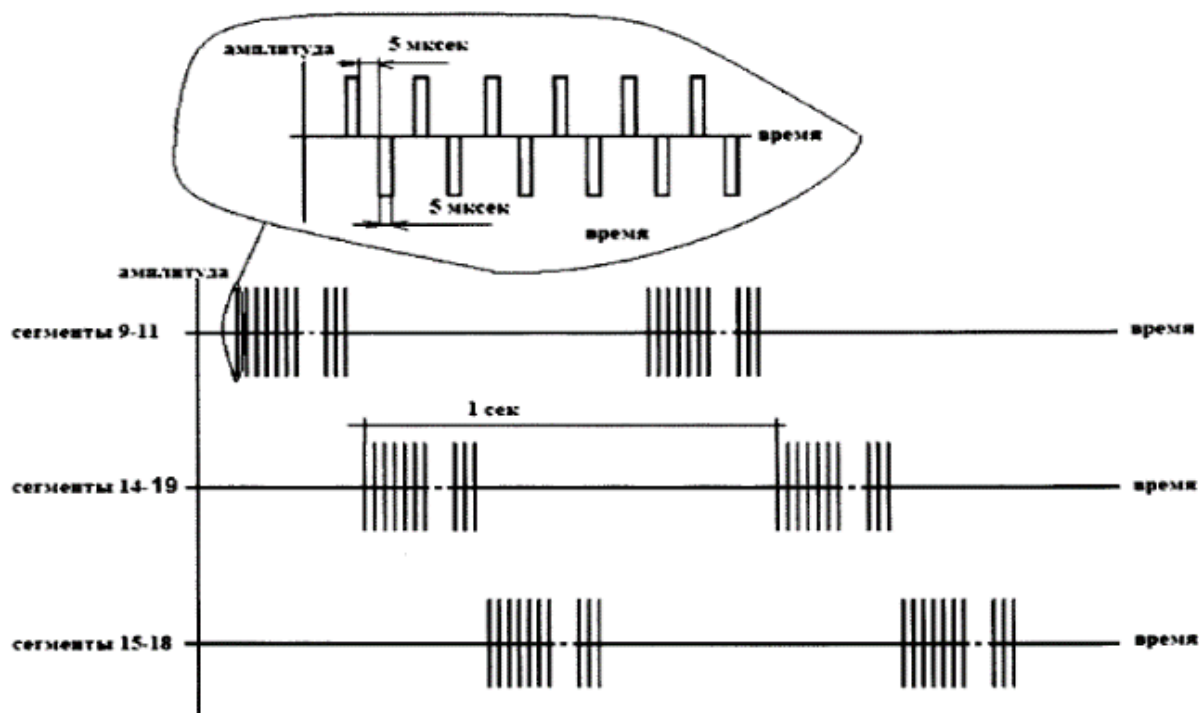 амплитуда
5 мксек
время
5 мксек
время
амплитуда
сегменты 9-11
время
1 сек
сегменты 14-19
время
сегменты 15-18
время